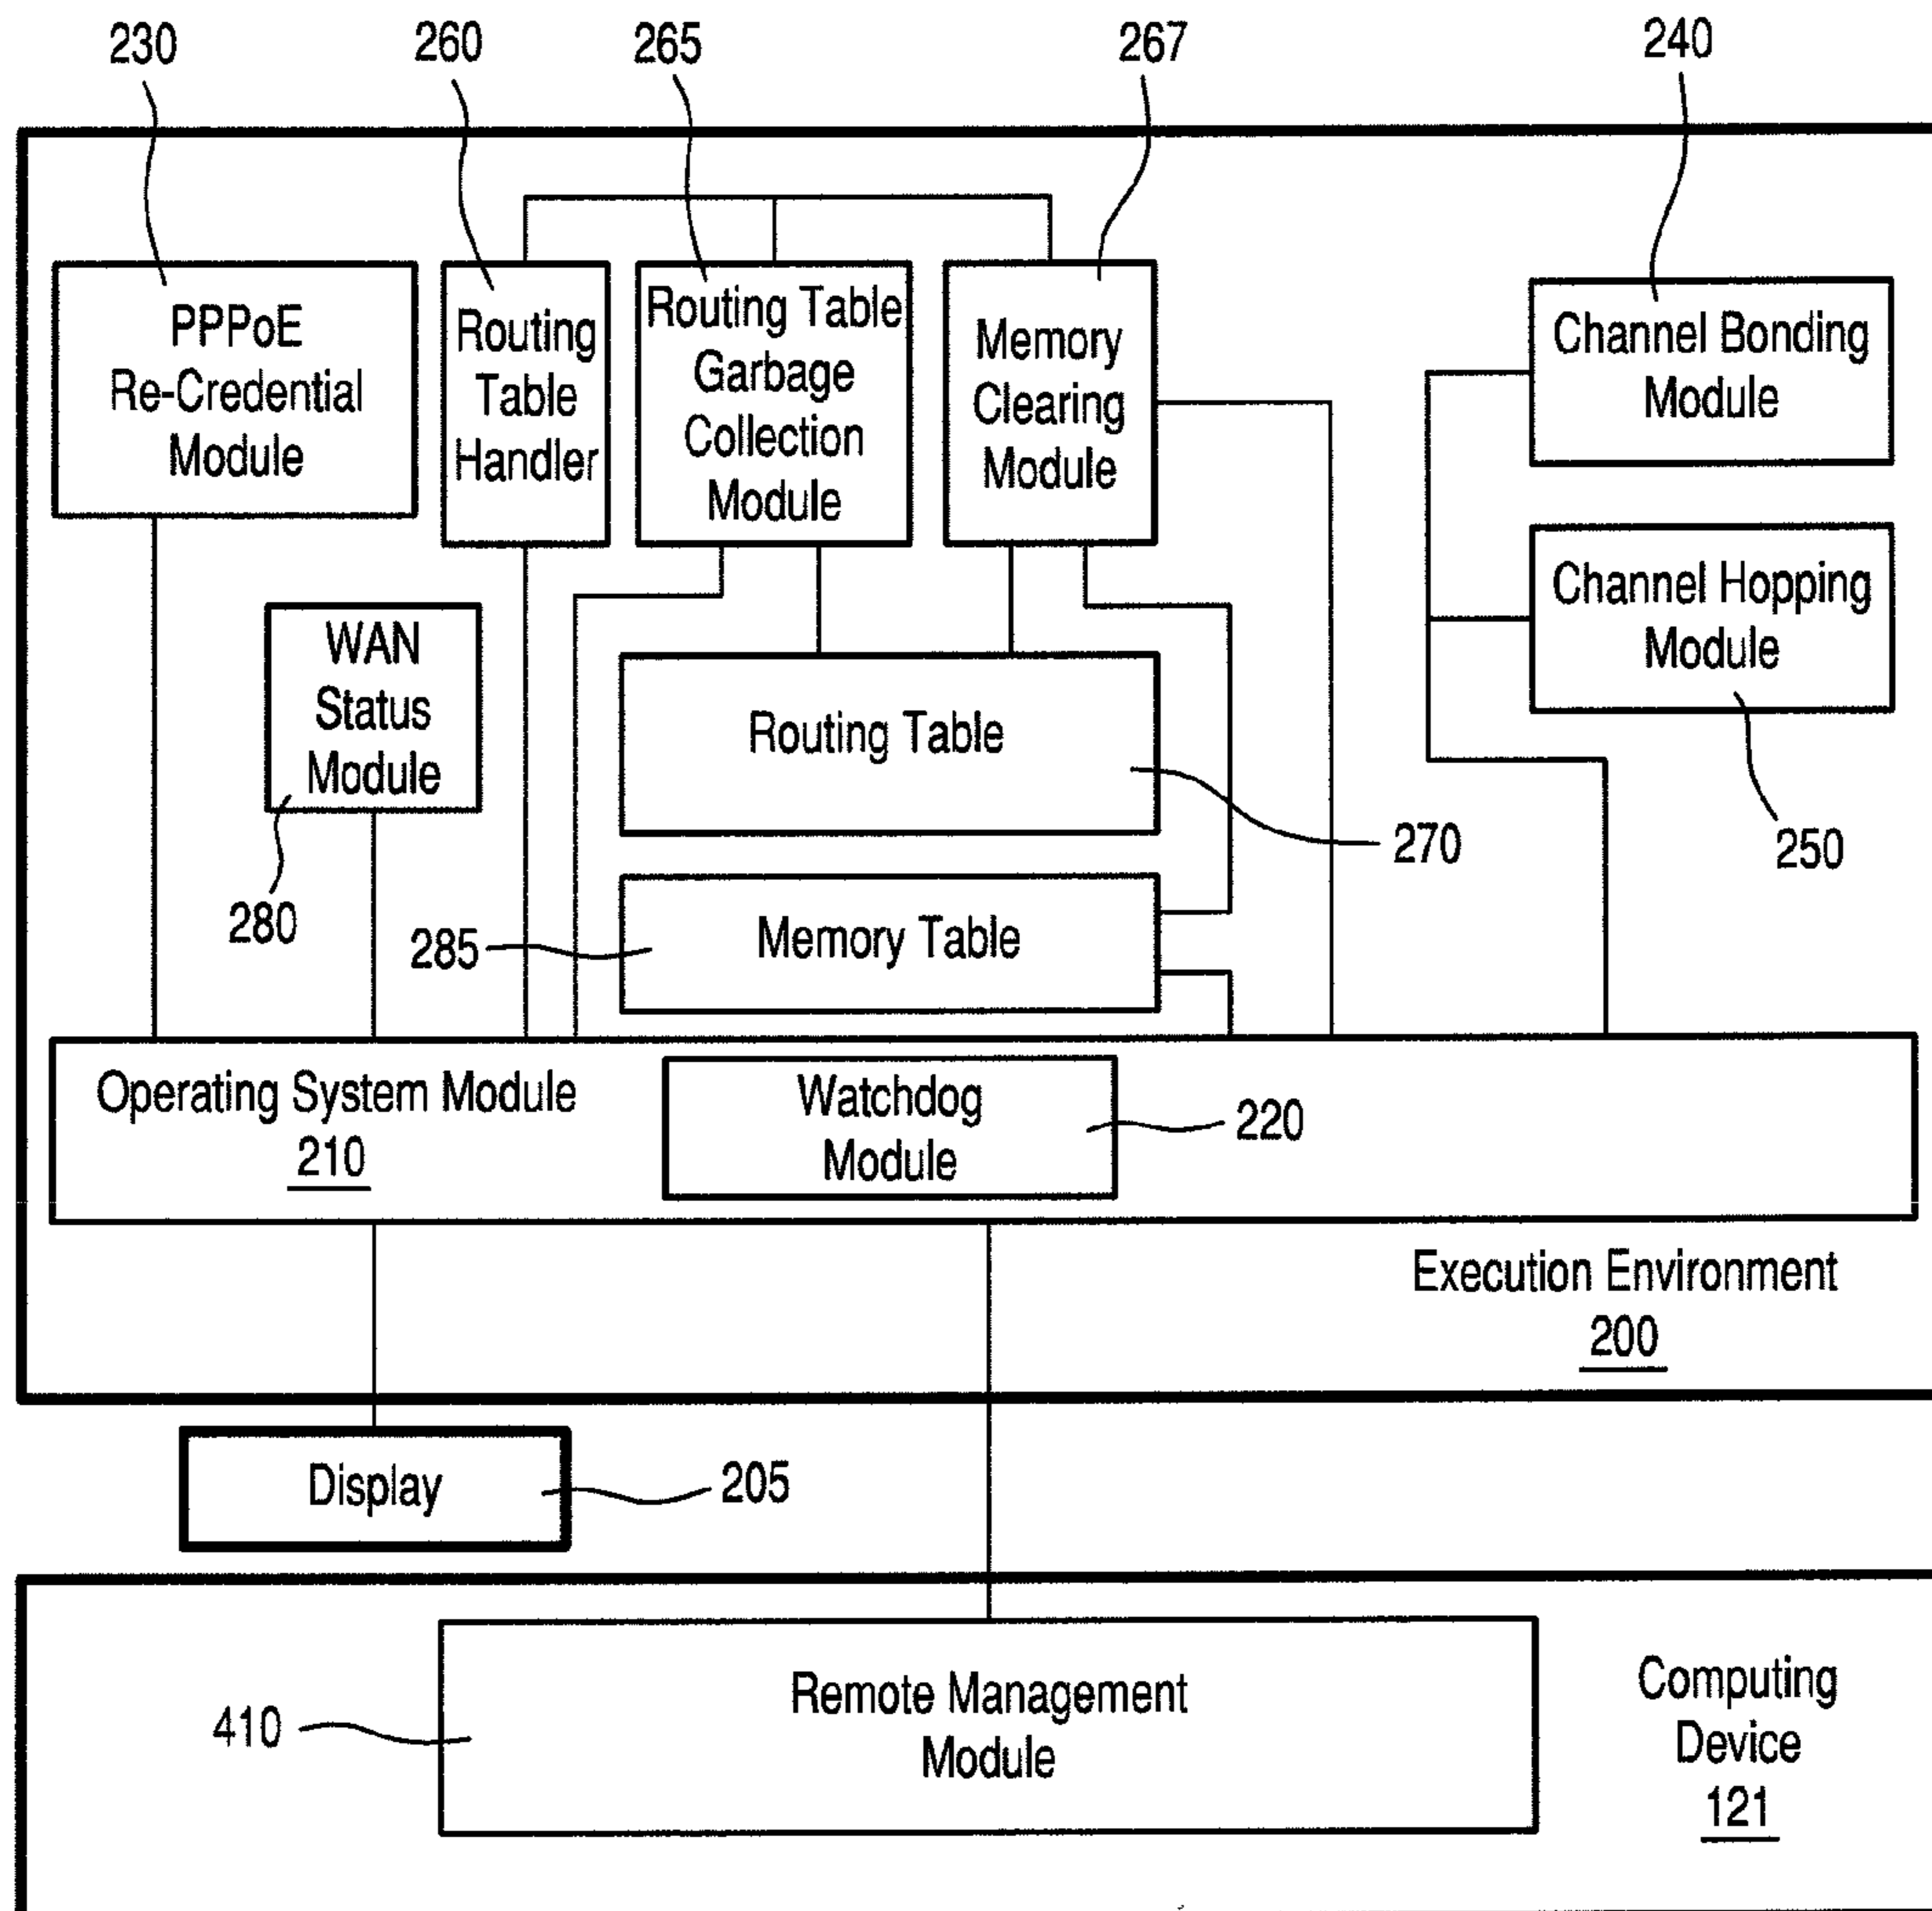 230
260
265
267
240
PPPoE
Re-Credential
Module
Routing
Table
Handler
Routing Table
Garbage
Collection
Module
Memory
Clearing
Module
Channel Bonding
Module
Channel Hopping
Module
WAN
Status
Module
Routing Table
270
250
280
285
Memory Table
Operating System Module
210
Watchdog
Module
220
Execution Environment
200
Display
205
Remote Management
Module
410
Computing
Device
121